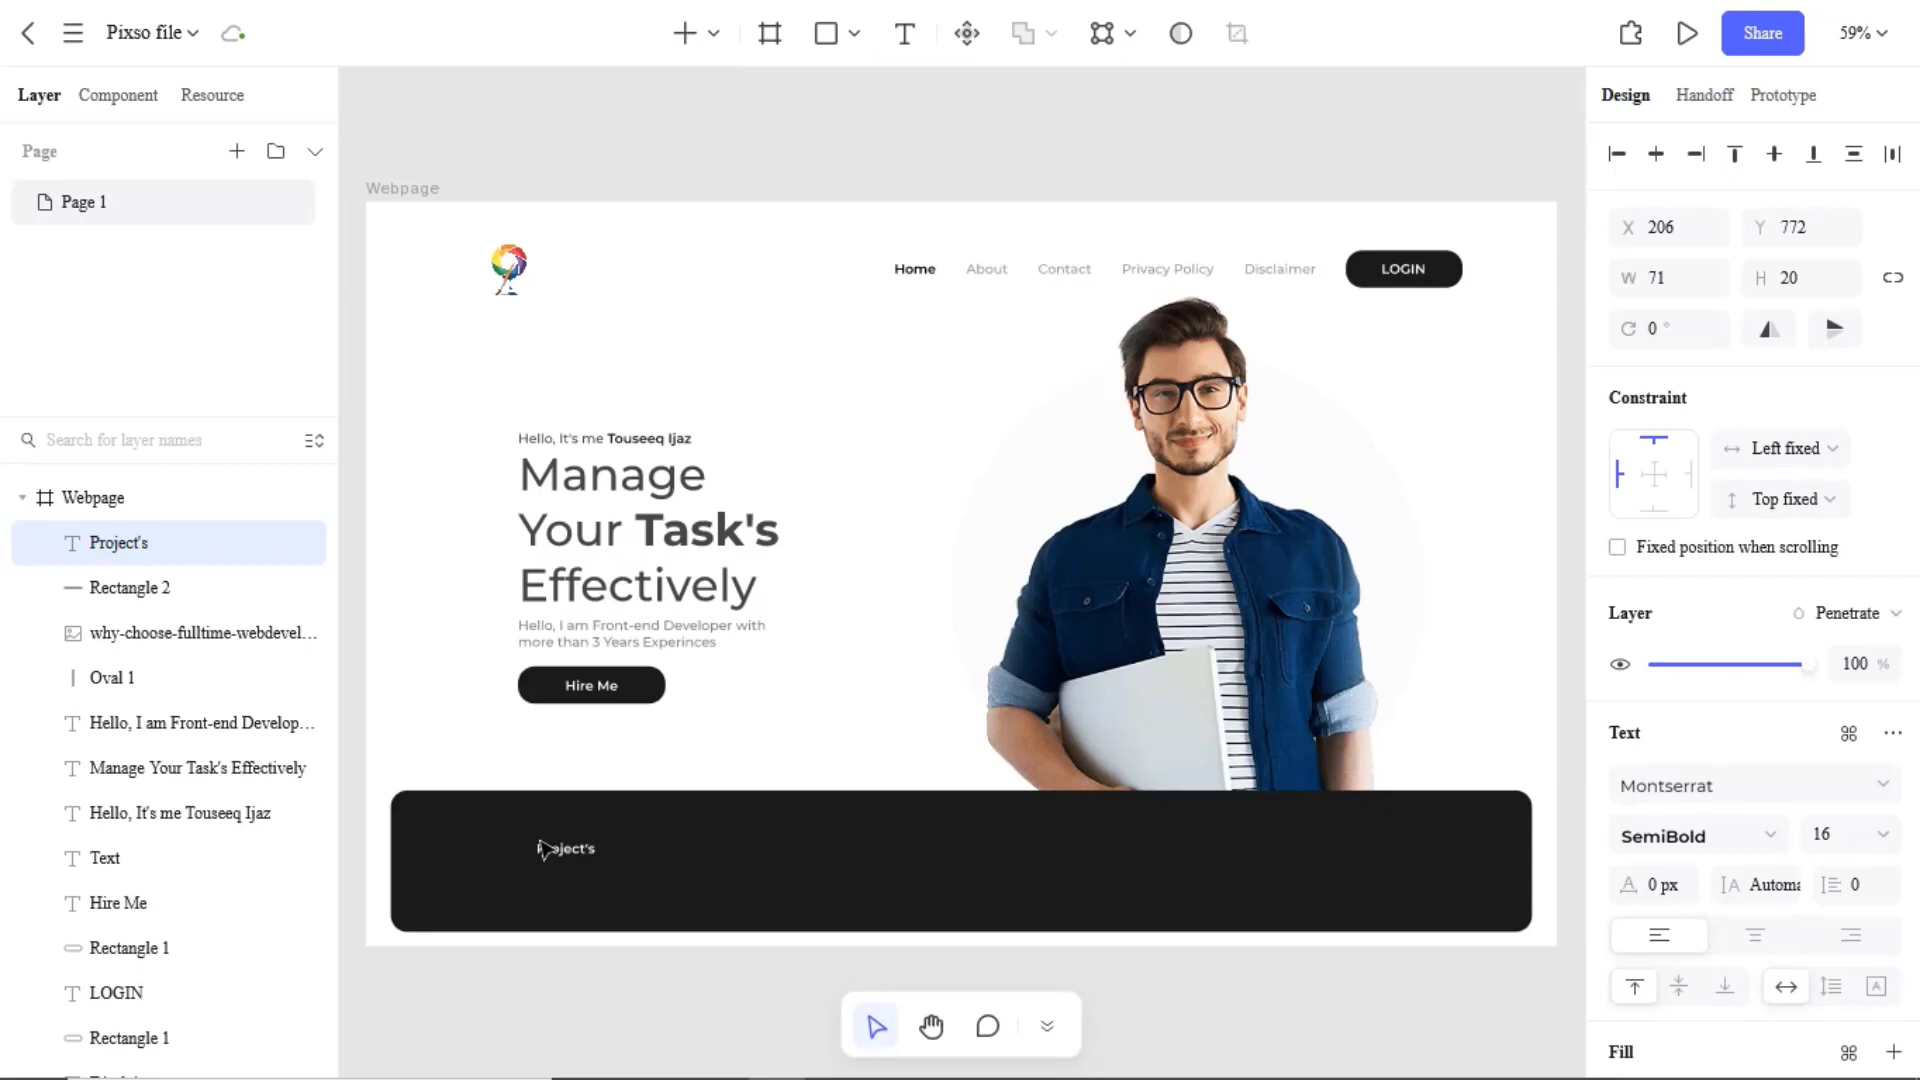 Pixso file
Share
59%
Layer
Component
Resource
Page
Page 1
Search for layer names
Webpage
Project's
Rectangle 2
why-choose-fulltime-webdevel...
Oval 1
Hello, I am Front-end Develop...
Manage Your Task's Effectively
Hello, It's me Touseeq Ijaz
Text
Hire Me
Rectangle 1
LOGIN
Rectangle 1
Webpage
Home
About
Contact
Privacy Policy
Disclaimer
LOGIN
Hello, It's me Touseeq Ijaz
Manage
Your Task's
Effectively
Hello, I am Front-end Developer with
more than 3 Years Experinces
Hire Me
Project's
Design
Handoff
Prototype
X 206
Y 772
W 71
H 20
0 °
Constraint
Left fixed
Top fixed
Fixed position when scrolling
Layer
Penetrate
100 %
Text
Montserrat
SemiBold
16
0 px
Automa
0
Fill